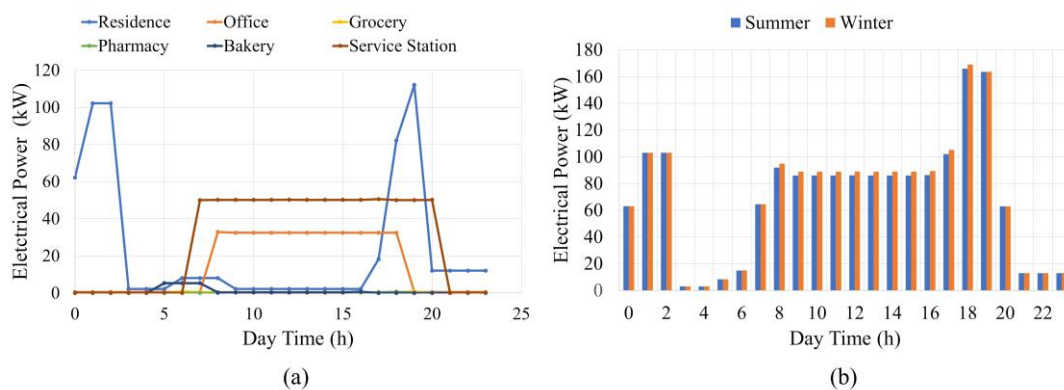 Residence Office Grocery
Pharmacy Bakery Service Station
120
100
80
60
40
20
0
Eletctrical Power (kW)
0 5 10 15 20 25
Day Time (h)
(a)
Summer Winter
180
160
140
120
100
80
60
40
20
0
Electrical Power (kW)
0 2 4 6 8 10 12 14 16 18 20 22
Day Time (h)
(b)